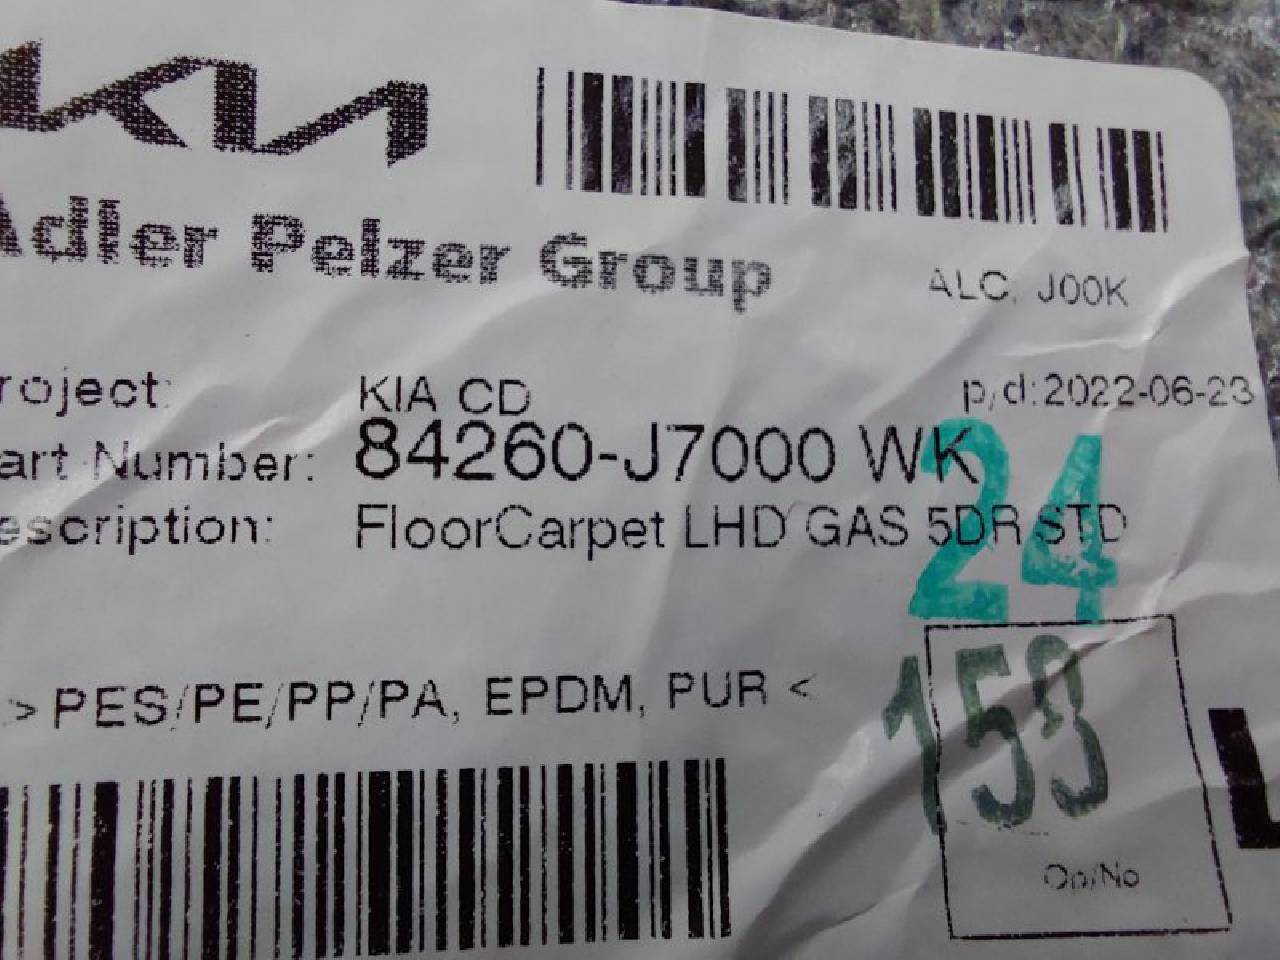 KIA
Adler Pelzer Group
ALC. J00K
roject: KIA CD p/d:2022-06-23
art Number: 84260-J7000 WK
24
escription: FloorCarpet LHD GAS 5DR STD
> PES/PE/PP/PA, EPDM, PUR <
159
Op/No
L